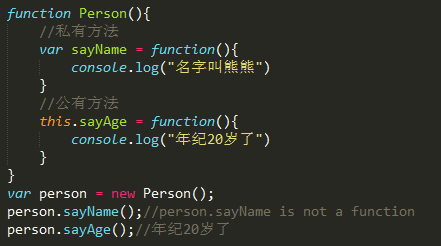 function Person(){
    //私有方法
    var sayName = function(){
        console.log("名字叫熊熊")
    }
    //公有方法
    this.sayAge = function(){
        console.log("年纪20岁了")
    }
}
var person = new Person();
person.sayName();//person.sayName is not a function
person.sayAge();//年纪20岁了